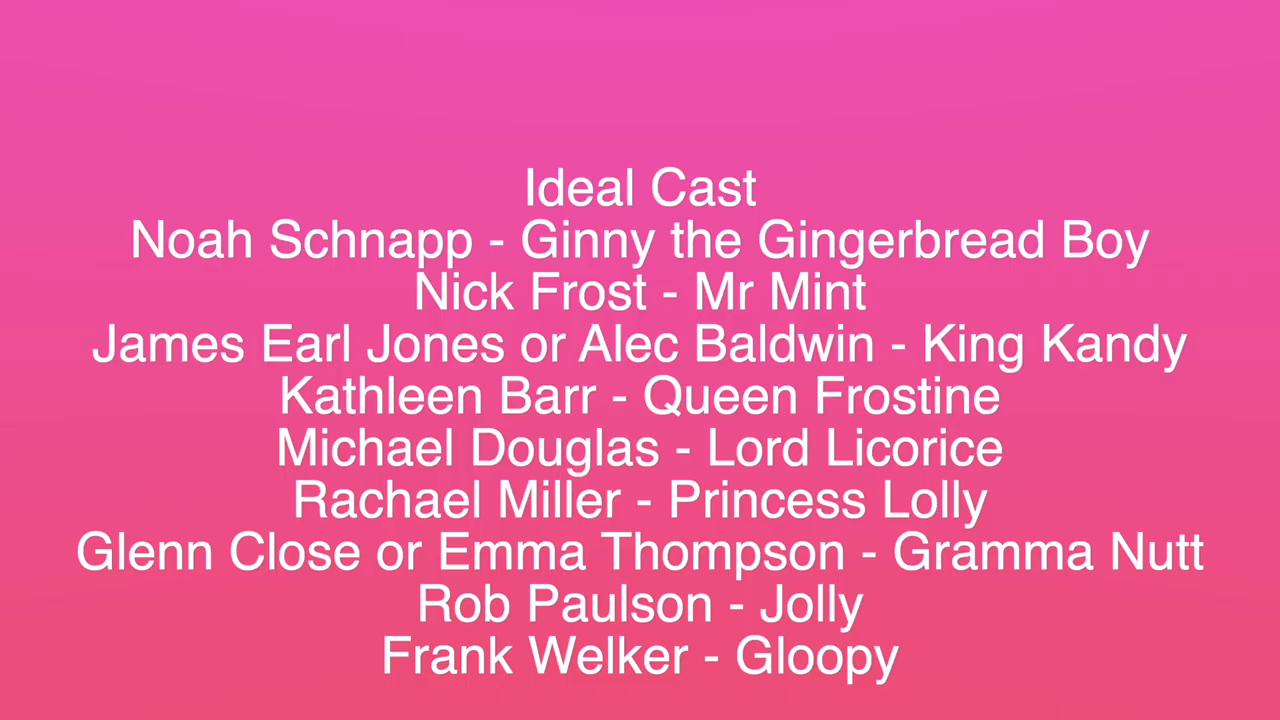 Ideal Cast
Noah Schnapp - Ginny the Gingerbread Boy
Nick Frost - Mr Mint
James Earl Jones or Alec Baldwin - King Kandy
Kathleen Barr - Queen Frostine
Michael Douglas - Lord Licorice
Rachael Miller - Princess Lolly
Glenn Close or Emma Thompson - Gramma Nutt
Rob Paulson - Jolly
Frank Welker - Gloopy